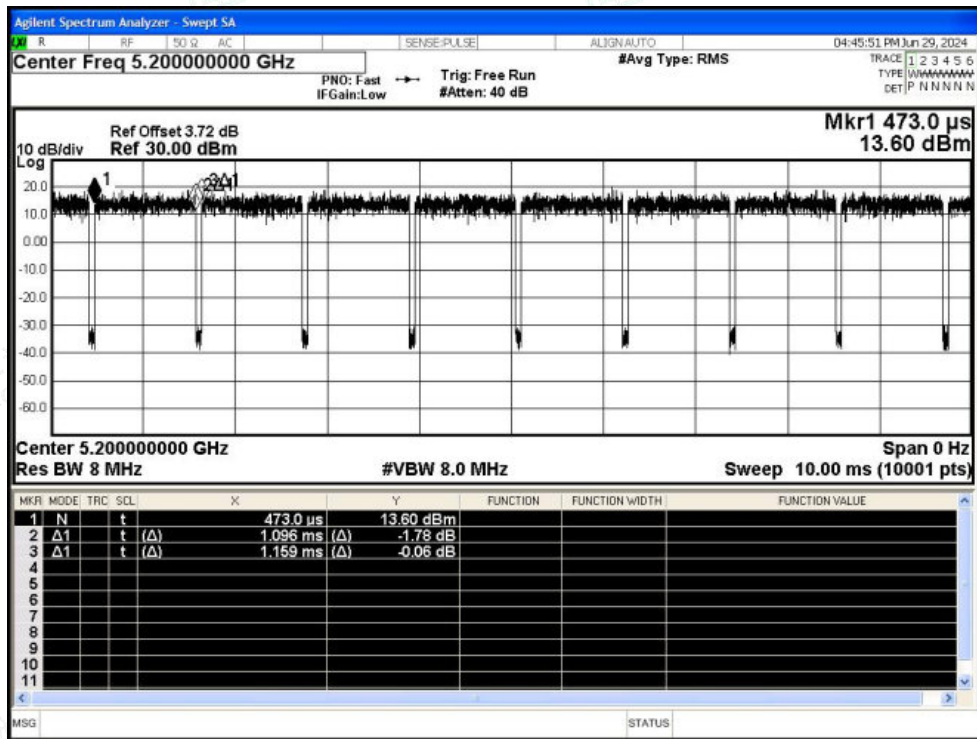 Agilent Spectrum Analyzer - Swept SA
LXI R RF 50 Ω AC SENSE:PULSE ALIGNAUTO 04:45:51 PM Jun 29, 2024
Center Freq 5.200000000 GHz
#Avg Type: RMS
TRACE 1 2 3 4 5 6
PNO: Fast Trig: Free Run
TYPE WWWWWW
IFGain:Low #Atten: 40 dB
DET P N N N N N
Mkr1 473.0 µs
13.60 dBm
Ref Offset 3.72 dB
10 dB/div Ref 30.00 dBm
Log
1
3Δ1
20.0
10.0
0.00
-10.0
-20.0
-30.0
-40.0
-50.0
-60.0
Center 5.200000000 GHz Span 0 Hz
Res BW 8 MHz #VBW 8.0 MHz Sweep 10.00 ms (10001 pts)
MKR MODE TRC SCL X Y FUNCTION FUNCTION WIDTH FUNCTION VALUE
1 N t 473.0 µs 13.60 dBm
2 Δ1 t (Δ) 1.096 ms (Δ) -1.78 dB
3 Δ1 t (Δ) 1.159 ms (Δ) -0.06 dB
4
5
6
7
8
9
10
11
MSG STATUS